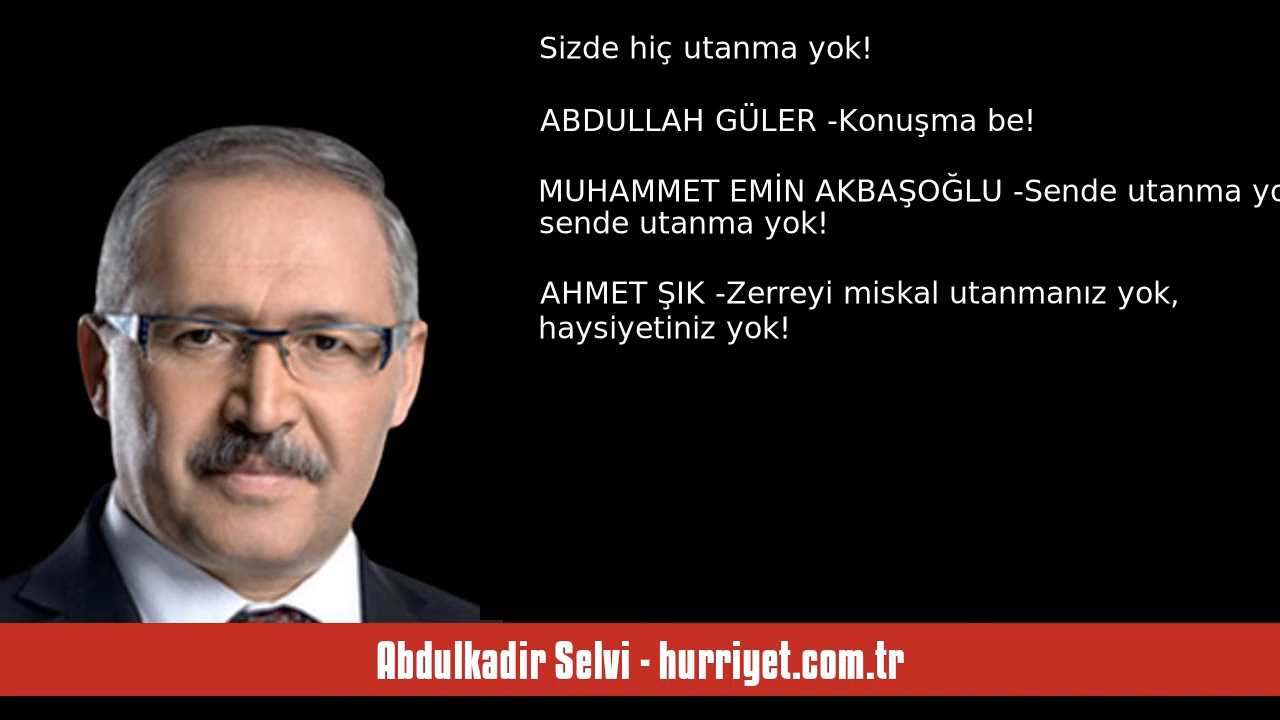 Sizde hiç utanma yok!
ABDULLAH GÜLER -Konuşma be!
MUHAMMET EMİN AKBAŞOĞLU -Sende utanma
sende utanma yok!
AHMET ŞIK -Zerreyi miskal utanmanız yok,
haysiyetiniz yok!
Abdulkadir Selvi - hurriyet.com.tr